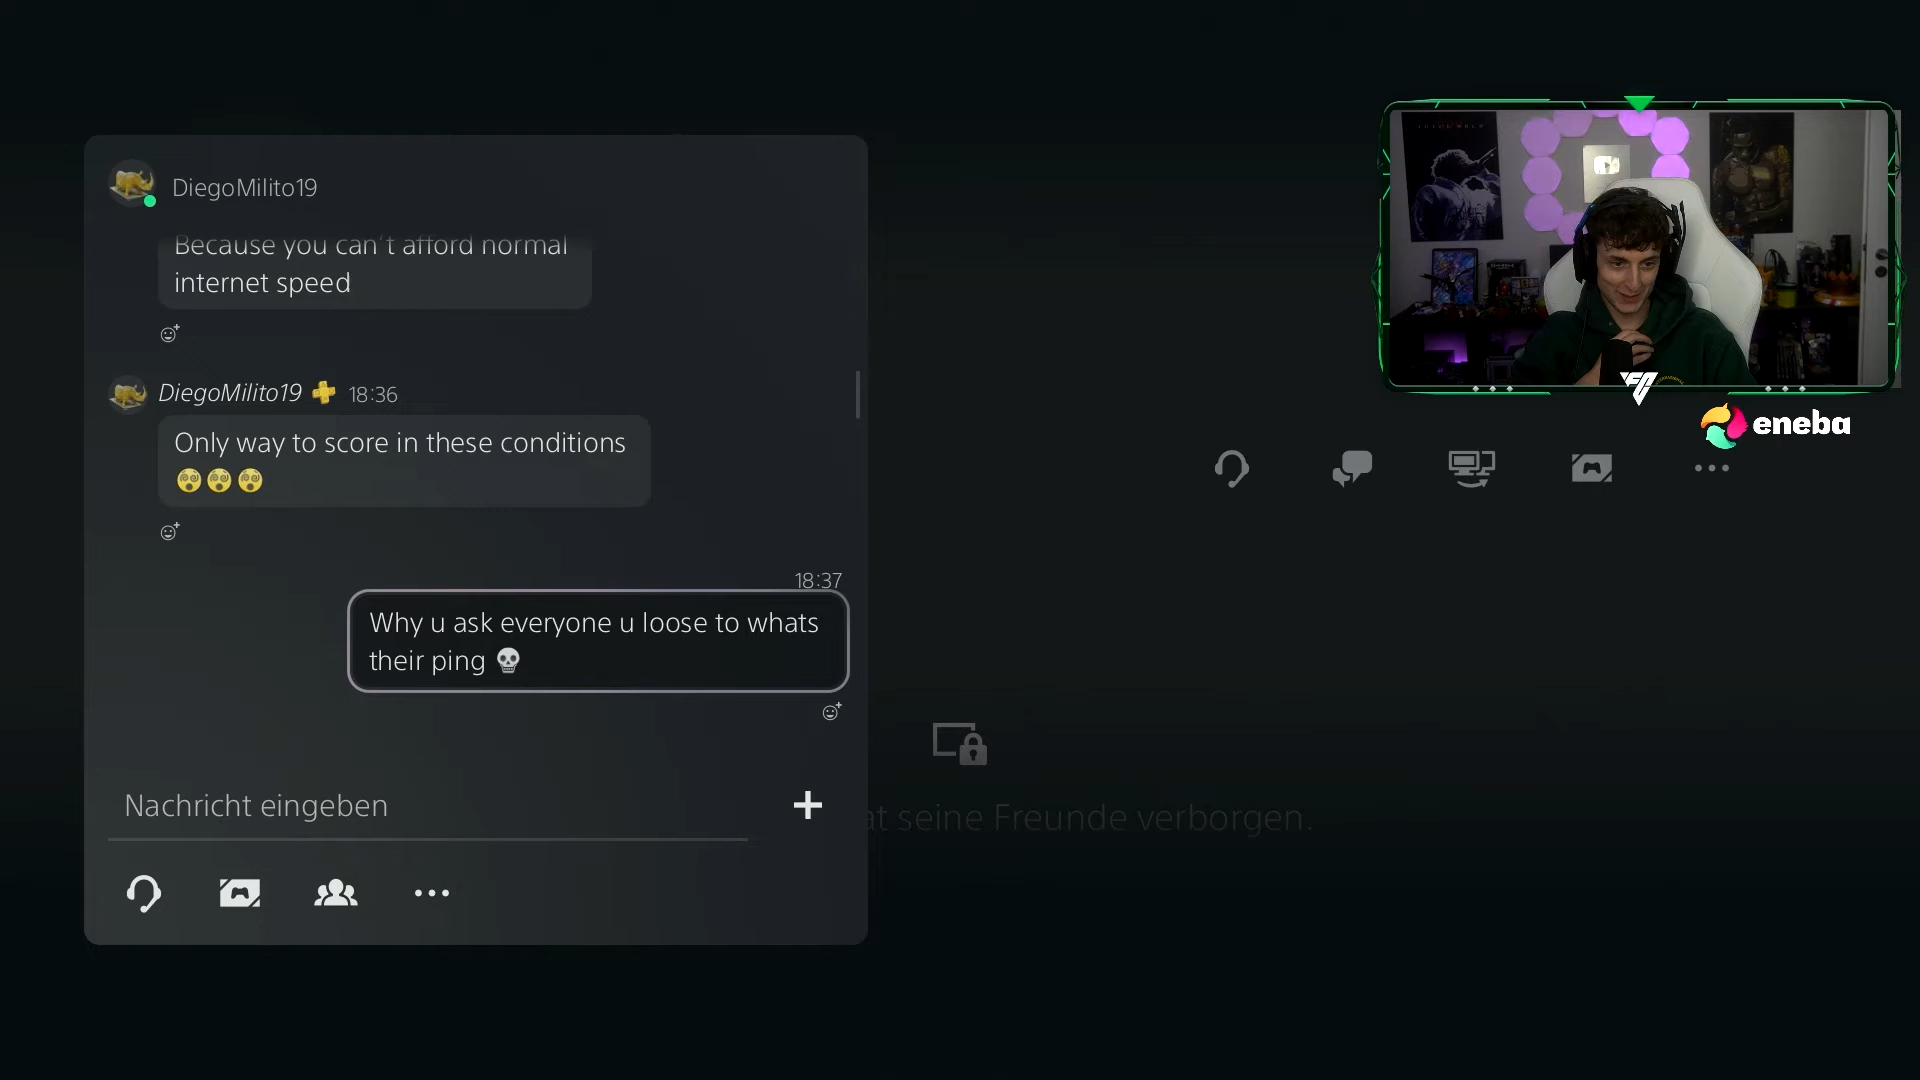 DiegoMilito19
Because you can't afford normal
internet speed
DiegoMilito19 18:36
Only way to score in these conditions
😵‍💫😵‍💫😵‍💫
18:37
Why u ask everyone u loose to whats
their ping 💀
Nachricht eingeben
at seine Freunde verborgen.
eneba